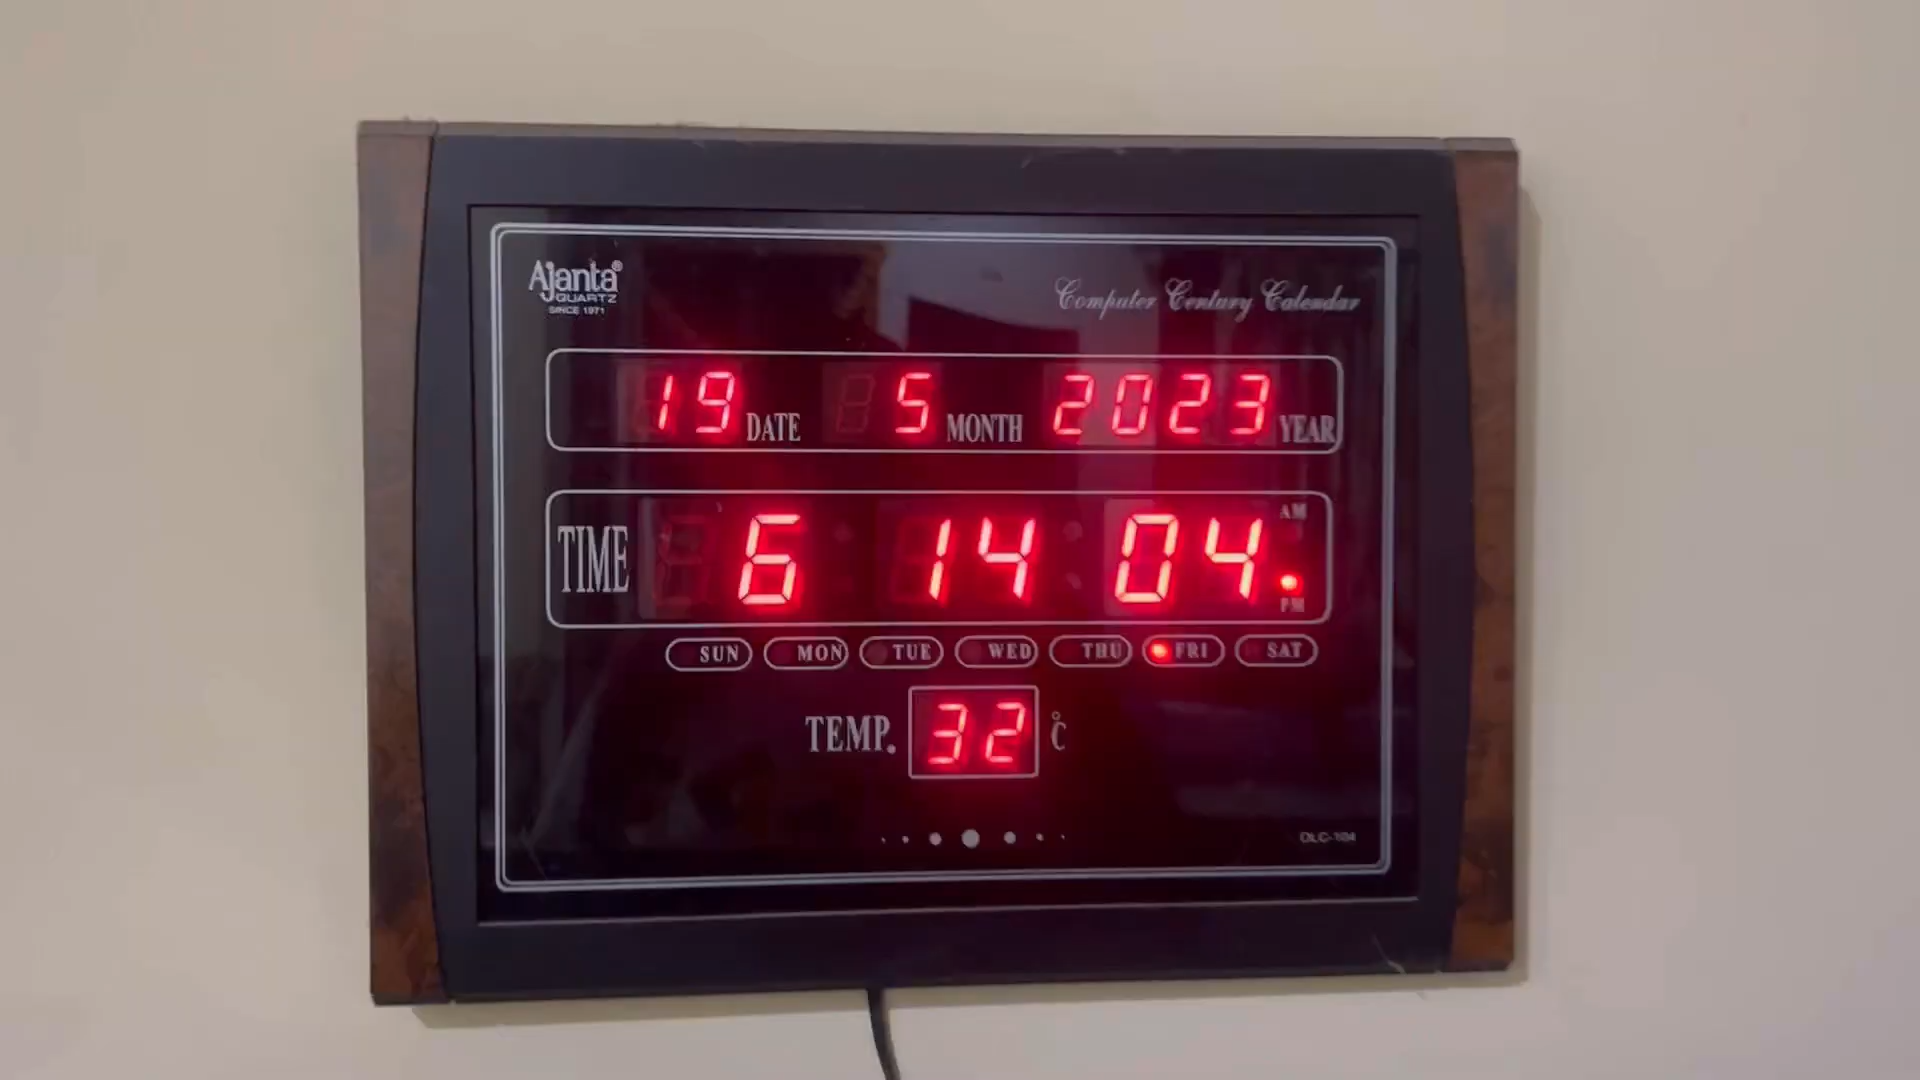 Ajanta®
QUARTZ
SINCE 1971
Computer Century Calendar
19 DATE 5 MONTH 2023 YEAR
AM
TIME 6 14 04
PM
SUN MON TUE WED THU FRI SAT
TEMP. 32 °C
OLC-104